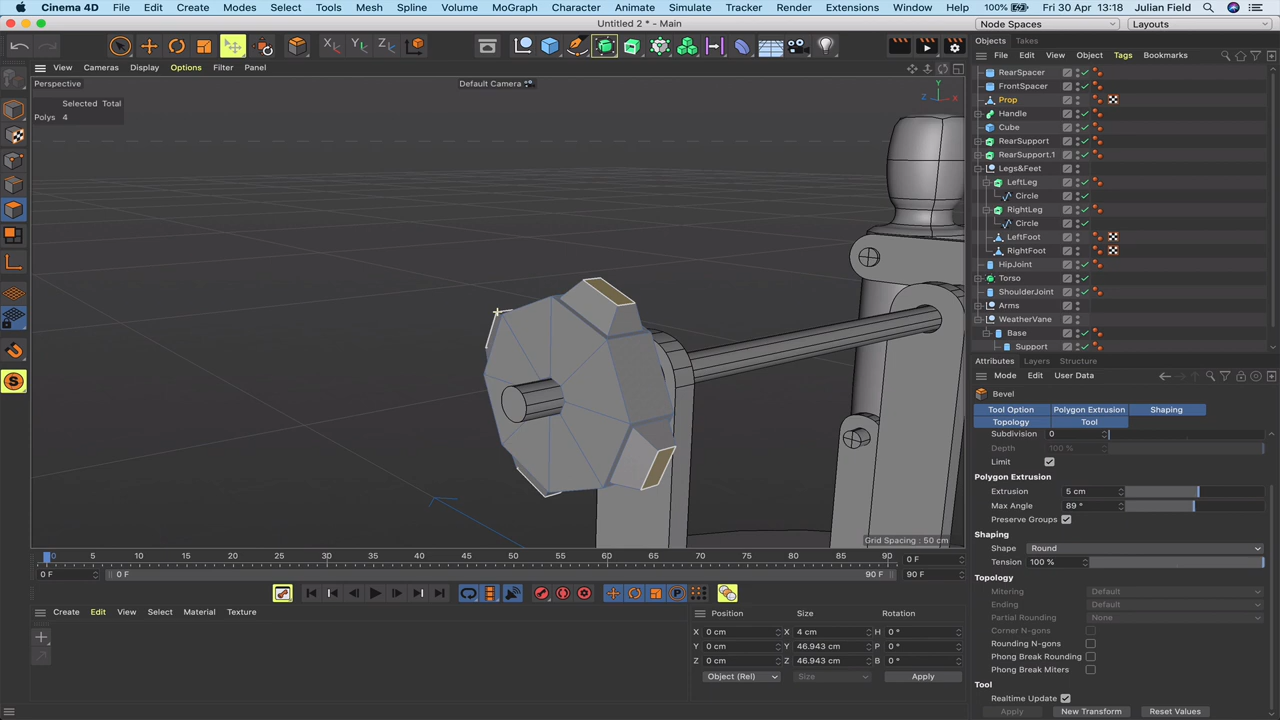 Cinema 4D File Edit Create Modes Select Tools Mesh Spline Volume MoGraph Character Animate Simulate Tracker Render Extensions Window Help 100% Fri 30 Apr 13:18 Julian Field
Untitled 2 * - Main
Node Spaces
Layouts
X Y Z
Objects Takes
View Cameras Display Options Filter Panel
File Edit View Object Tags Bookmarks
Perspective
Default Camera
Y
Z X
Selected Total
Polys 4
RearSpacer
FrontSpacer
Prop
Handle
Cube
RearSupport
RearSupport.1
Legs&Feet
LeftLeg
Circle
RightLeg
Circle
LeftFoot
RightFoot
HipJoint
Torso
ShoulderJoint
Arms
WeatherVane
Base
Support
Attributes Layers Structure
Mode Edit User Data
Bevel
Tool Option Polygon Extrusion Shaping
Topology Tool
Subdivision 0
Depth 100 %
Limit
Polygon Extrusion
Extrusion 5 cm
Max Angle 89 °
Preserve Groups
Shaping
Shape Round
Tension 100 %
Topology
Mitering Default
Ending Default
Partial Rounding None
Corner N-gons
Rounding N-gons
Phong Break Rounding
Phong Break Miters
Tool
Realtime Update
Apply New Transform Reset Values
Grid Spacing : 50 cm
0 5 10 15 20 25 30 35 40 45 50 55 60 65 70 75 80 85 90 0 F
0 F 0 F 90 F 90 F
Create Edit View Select Material Texture
Position Size Rotation
X 0 cm X 4 cm H 0 °
Y 0 cm Y 46.943 cm P 0 °
Z 0 cm Z 46.943 cm B 0 °
Object (Rel) Size Apply